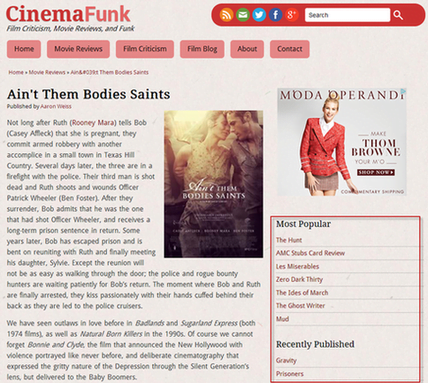 CinemaFunk
Film Criticism, Movie Reviews, and Funk
Search
Home
Movie Reviews
Film Criticism
Film Blog
About
Contact
Home » Movie Reviews » Ain&#039;t Them Bodies Saints
Ain't Them Bodies Saints
Published by Aaron Weiss
Not long after Ruth (Rooney Mara) tells Bob
(Casey Affleck) that she is pregnant, they
commit armed robbery with another
accomplice in a small town in Texas Hill
Country. Several days later, the three are in a
firefight with the police. Their third man is shot
dead and Ruth shoots and wounds Officer
Patrick Wheeler (Ben Foster). After they
surrender, Bob admits that he was the one
that had shot Officer Wheeler, and receives a
long-term prison sentence in return. Some
years later, Bob has escaped prison and is
bent on reuniting with Ruth and finally meeting
his daughter, Sylvie. Except the reunion will
not be as easy as walking through the door; the police and rogue bounty
hunters are waiting patiently for Bob's return. The moment where Bob and Ruth
are finally arrested, they kiss passionately with their hands cuffed behind their
back as they are led to the police cruisers.
We have seen outlaws in love before in Badlands and Sugarland Express (both
1974 films), as well as Natural Born Killers in the 1990s. Of course we cannot
forget Bonnie and Clyde, the film that announced the New Hollywood with
violence portrayed like never before, and deliberate cinematography that
expressed the gritty nature of the Depression through the Silent Generation's
lens, but delivered to the Baby Boomers.
Ain't THEM
BODIES SAINTS
MODA OPERANDI
MAKE
THOM
BROWNE
YOUR M'O
SHOP NOW
COMPLIMENTARY SHIPPING
Most Popular
The Hunt
AMC Stubs Card Review
Les Miserables
Zero Dark Thirty
The Ides of March
The Ghost Writer
Mud
Recently Published
Gravity
Prisoners